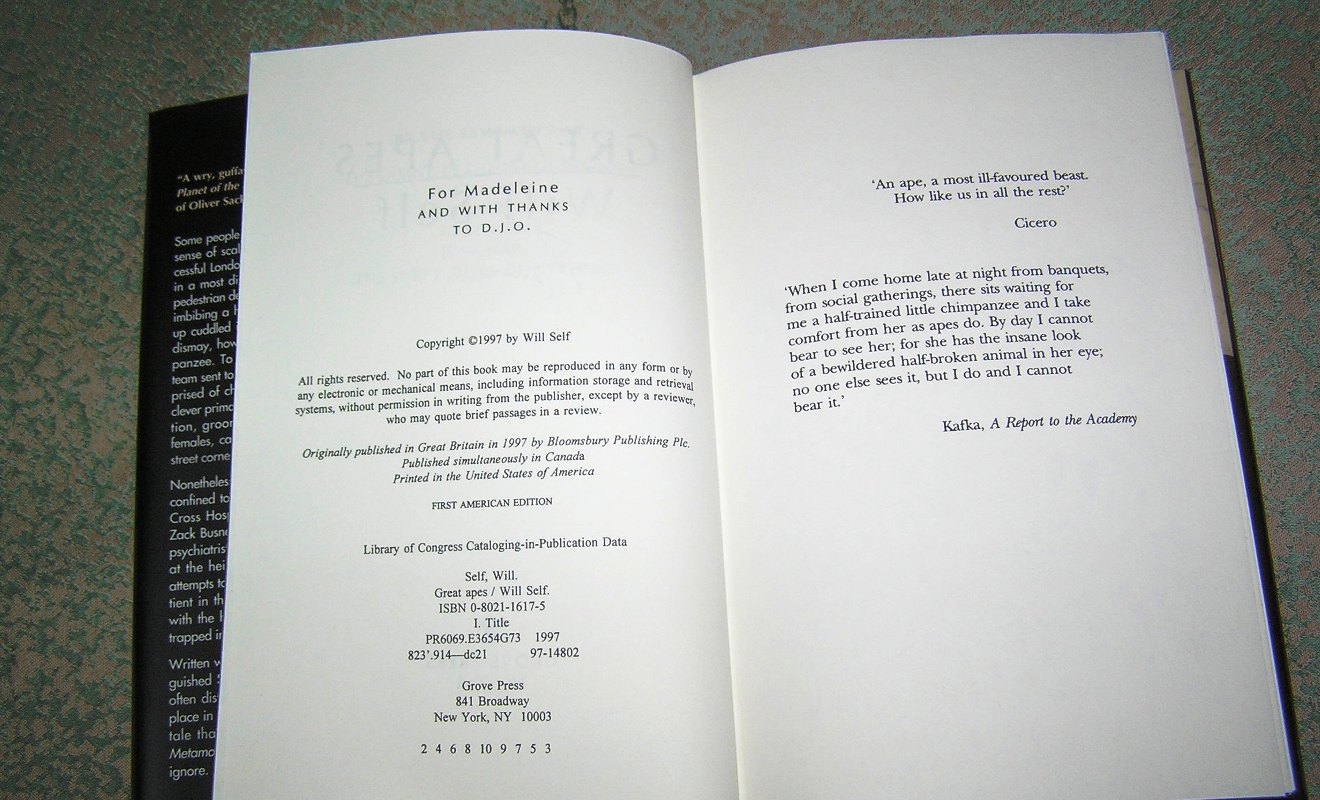 "A wry, guffa
Planet of the
of Oliver Sac
Some people
sense of scal
cessful Londo
in a most di
pedestrian de
imbibing a
up cuddled
dismay, how
panzee. To
team sent to
prised of ch
clever prima
tion, groor
females, ca
street corne
Nonetheles
confined to
Cross Hos
Zack Busne
psychiatris
at the hei
attempts to
tient in th
with the
trapped in
Written
guished
often dis
place in
tale tha
Metamo
ignore.
GREAT APES
For Madeleine
AND WITH THANKS
TO D.J.O.
Copyright ©1997 by Will Self
All rights reserved. No part of this book may be reproduced in any form or by
any electronic or mechanical means, including information storage and retrieval
systems, without permission in writing from the publisher, except by a reviewer,
who may quote brief passages in a review.
Originally published in Great Britain in 1997 by Bloomsbury Publishing Plc.
Published simultaneously in Canada
Printed in the United States of America
FIRST AMERICAN EDITION
Library of Congress Cataloging-in-Publication Data
Self, Will.
Great apes / Will Self.
ISBN 0-8021-1617-5
I. Title
PR6069.E3654G73 1997
823'.914—dc21 97-14802
Grove Press
841 Broadway
New York, NY 10003
2 4 6 8 10 9 7 5 3
'An ape, a most ill-favoured beast.
How like us in all the rest?'
Cicero
'When I come home late at night from banquets,
from social gatherings, there sits waiting for
me a half-trained little chimpanzee and I take
comfort from her as apes do. By day I cannot
bear to see her; for she has the insane look
of a bewildered half-broken animal in her eye;
no one else sees it, but I do and I cannot
bear it.'
Kafka, A Report to the Academy